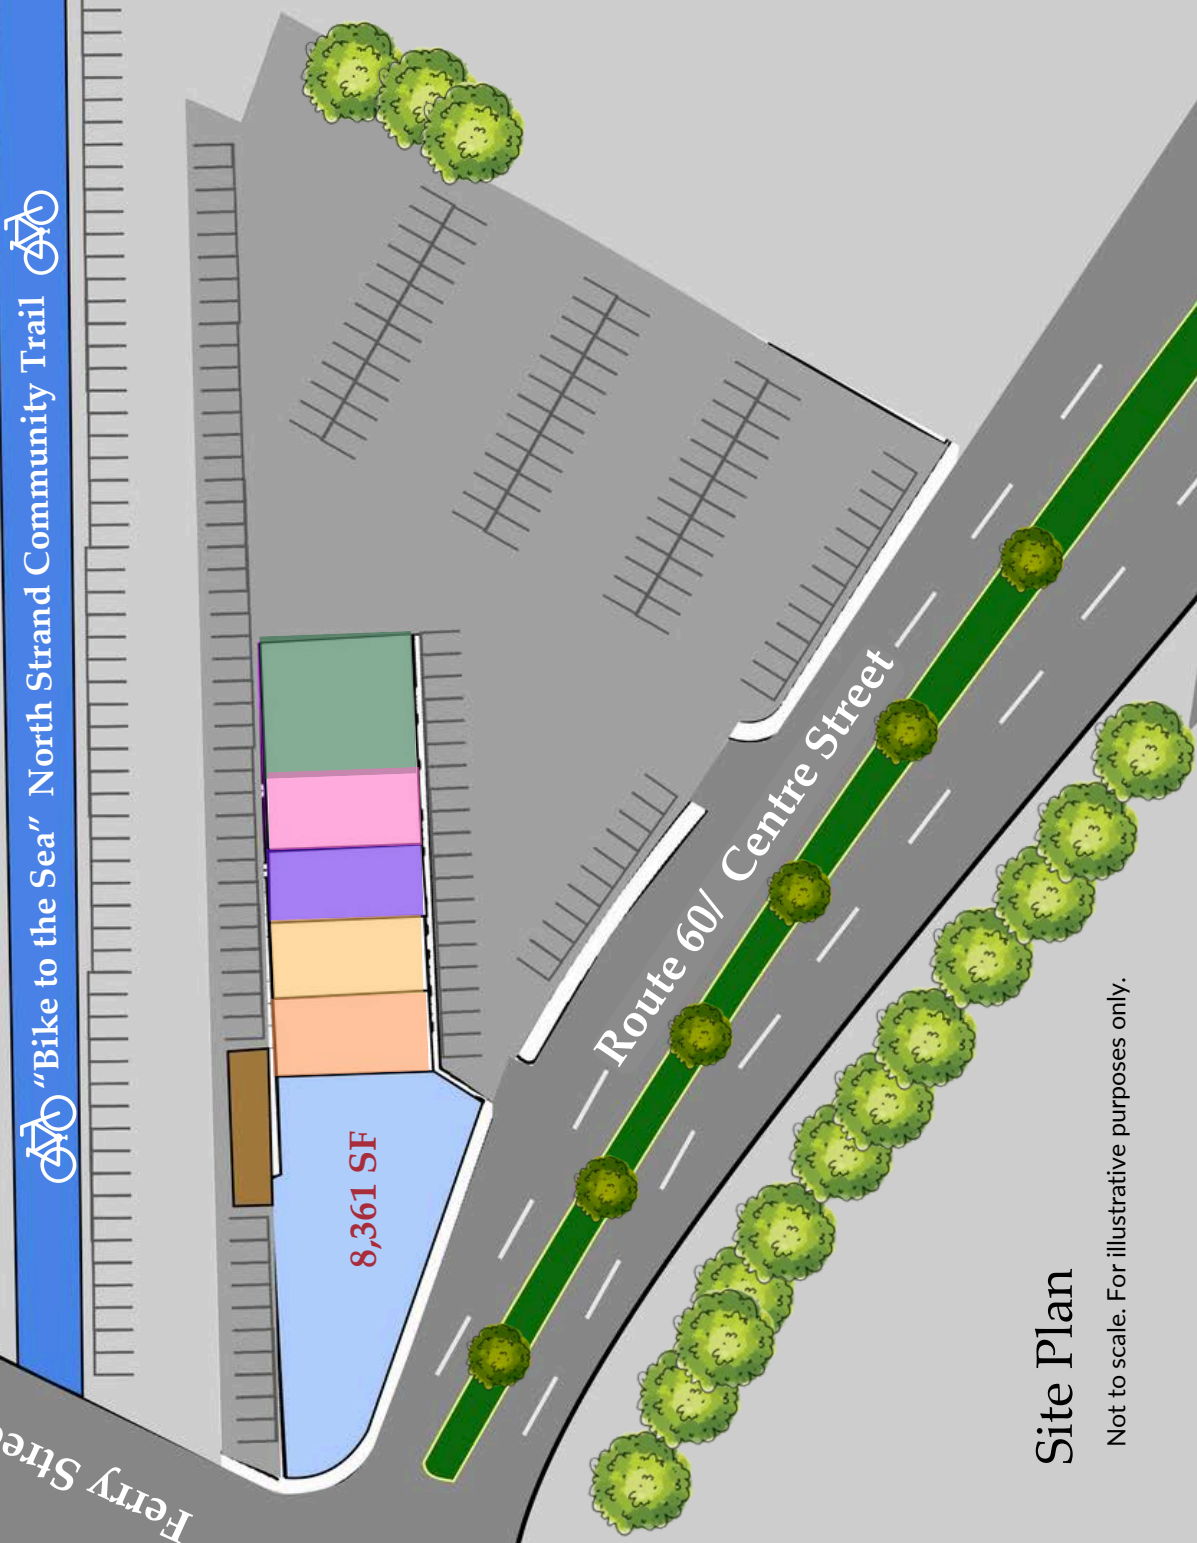 “Bike to the Sea” North Strand Community Trail
Route 60/ Centre Street
8,361 SF
Ferry Stree
Site Plan
Not to scale. For illustrative purposes only.